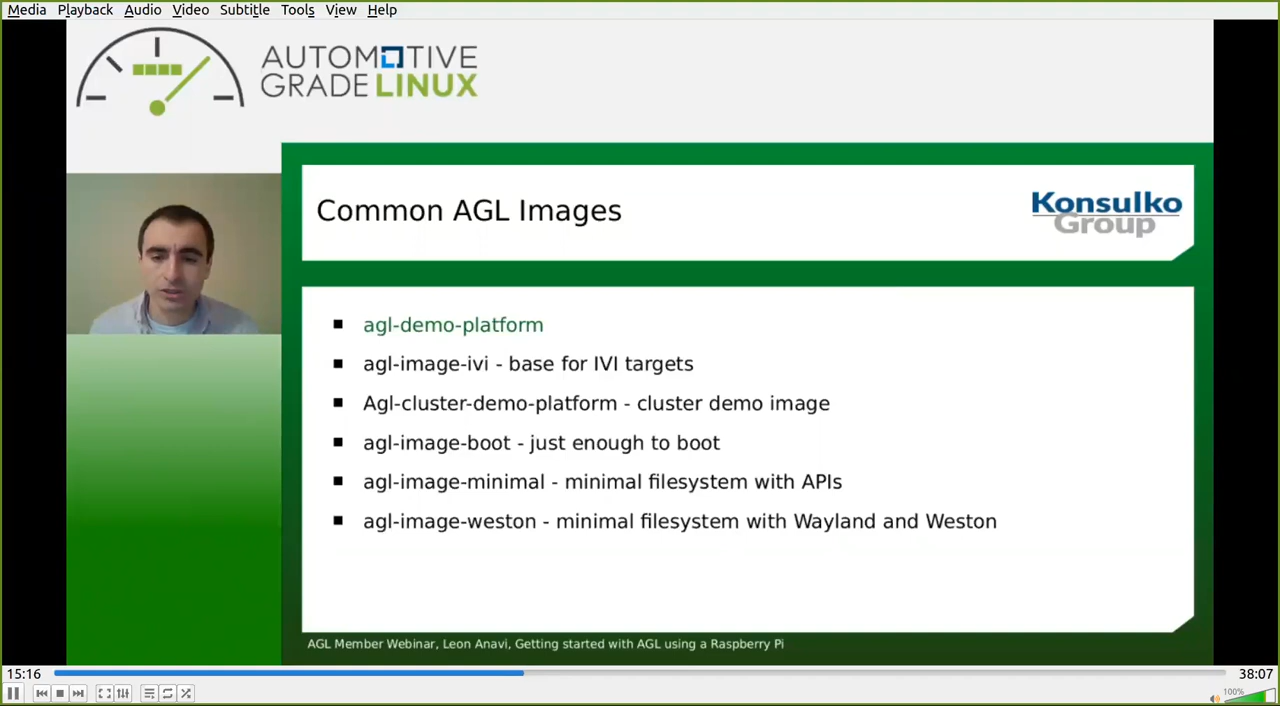 Media Playback Audio Video Subtitle Tools View Help
AUTOMOTIVE
GRADE LINUX
Common AGL Images
Konsulko
Group
agl-demo-platform
agl-image-ivi - base for IVI targets
Agl-cluster-demo-platform - cluster demo image
agl-image-boot - just enough to boot
agl-image-minimal - minimal filesystem with APIs
agl-image-weston - minimal filesystem with Wayland and Weston
AGL Member Webinar, Leon Anavi, Getting started with AGL using a Raspberry Pi
15:16
38:07
100%